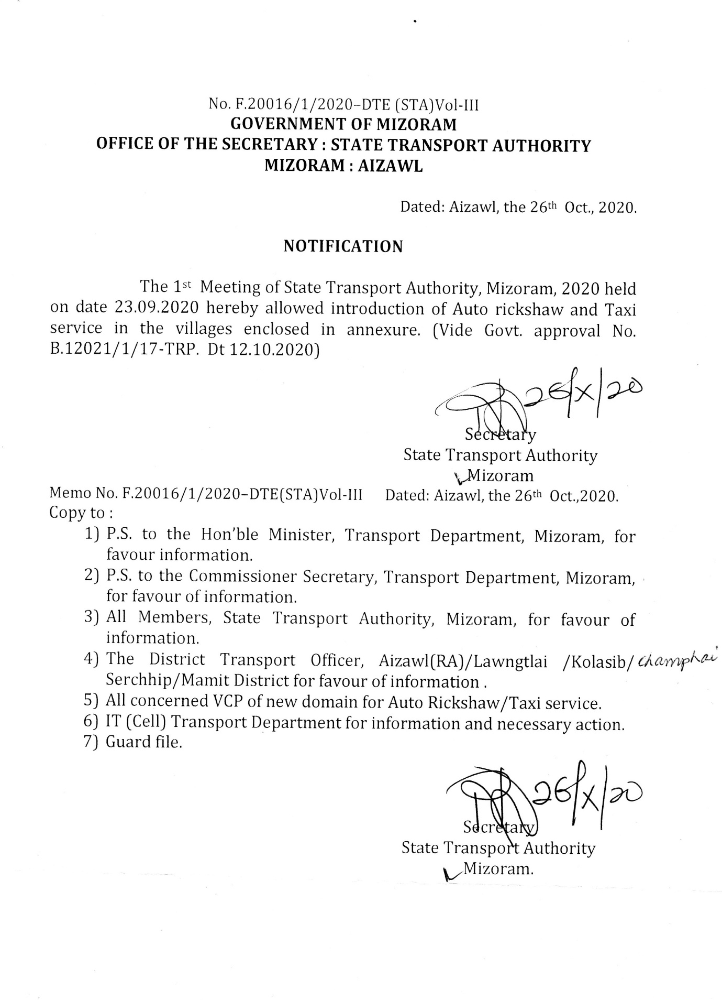 No. F.20016/1/2020–DTE (STA)Vol-III
GOVERNMENT OF MIZORAM
OFFICE OF THE SECRETARY : STATE TRANSPORT AUTHORITY
MIZORAM : AIZAWL
Dated: Aizawl, the 26th Oct., 2020.
NOTIFICATION
The 1st Meeting of State Transport Authority, Mizoram, 2020 held
on date 23.09.2020 hereby allowed introduction of Auto rickshaw and Taxi
service in the villages enclosed in annexure. (Vide Govt. approval No.
B.12021/1/17-TRP. Dt 12.10.2020)
26/X/20
Secretary
State Transport Authority
Mizoram
Memo No. F.20016/1/2020–DTE(STA)Vol-III Dated: Aizawl, the 26th Oct.,2020.
Copy to :
1) P.S. to the Hon’ble Minister, Transport Department, Mizoram, for
favour information.
2) P.S. to the Commissioner Secretary, Transport Department, Mizoram,
for favour of information.
3) All Members, State Transport Authority, Mizoram, for favour of
information.
4) The District Transport Officer, Aizawl(RA)/Lawngtlai /Kolasib/ Champhai
Serchhip/Mamit District for favour of information .
5) All concerned VCP of new domain for Auto Rickshaw/Taxi service.
6) IT (Cell) Transport Department for information and necessary action.
7) Guard file.
26/X/20
Secretary
State Transport Authority
Mizoram.